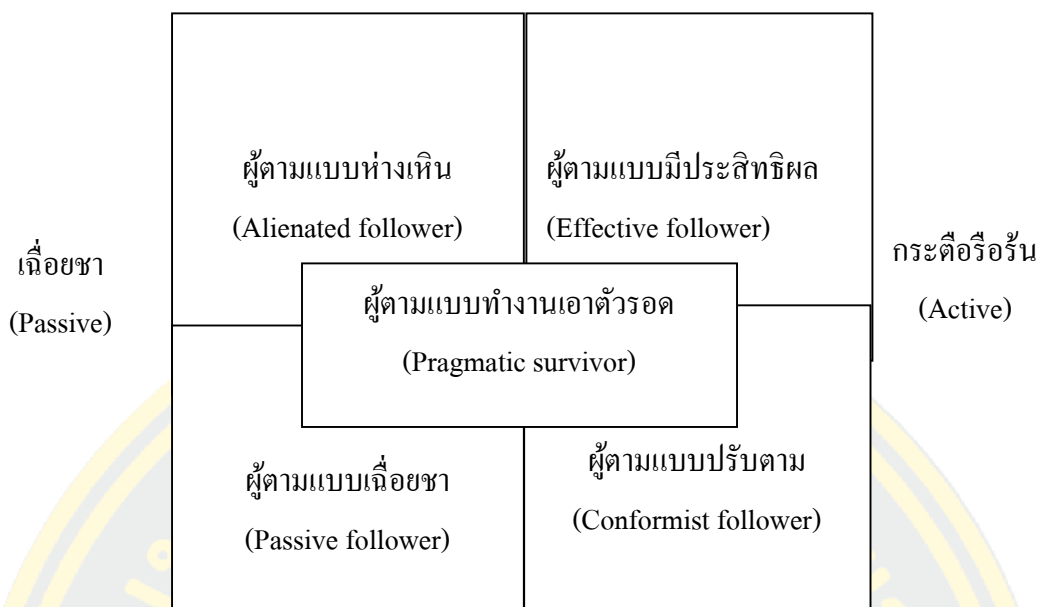 ผู้ตามแบบห่างเหิน
(Alienated follower)
ผู้ตามแบบมีประสิทธิผล
(Effective follower)
เฉื่อยชา
(Passive)
กระตือรือร้น
(Active)
ผู้ตามแบบทำงานเอาตัวรอด
(Pragmatic survivor)
ผู้ตามแบบเฉื่อยชา
(Passive follower)
ผู้ตามแบบปรับตาม
(Conformist follower)